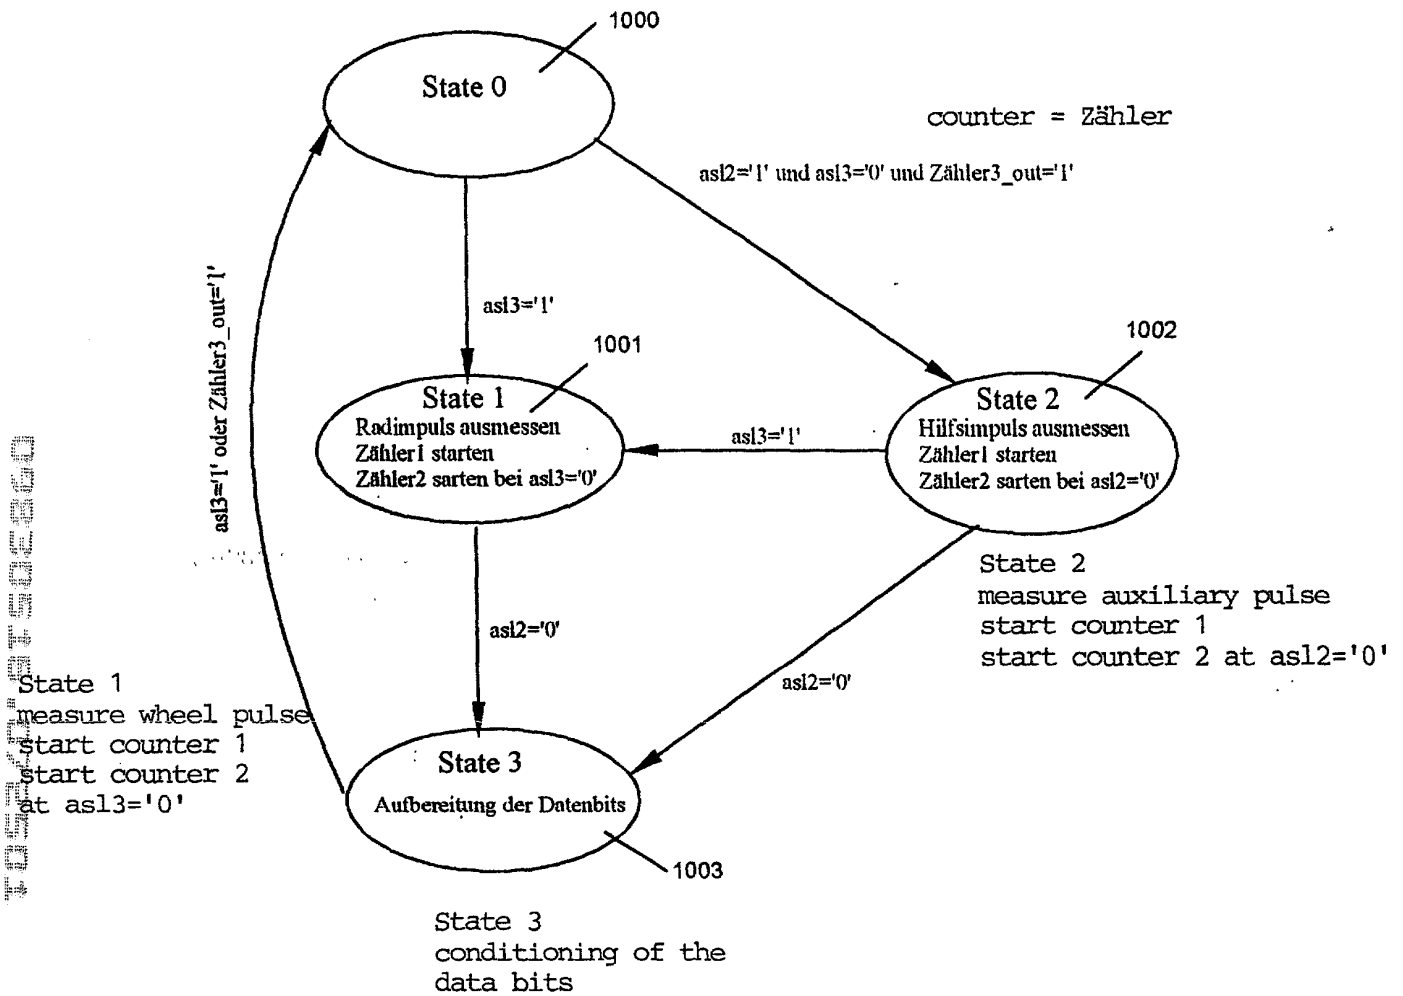 1000
State 0
counter = Zähler
asl2='1' und asl3='0' und Zähler3_out='1'
asl3='1' oder Zähler3_out='1'
asl3='1'
1001
1002
State 1
Radimpuls ausmessen
Zähler1 starten
Zähler2 sarten bei asl3='0'
asl3='1'
State 2
Hilfsimpuls ausmessen
Zähler1 starten
Zähler2 sarten bei asl2='0'
State 2
measure auxiliary pulse
start counter 1
start counter 2 at asl2='0'
asl2='0'
asl2='0'
State 1
measure wheel pulse
start counter 1
start counter 2
at asl3='0'
State 3
Aufbereitung der Datenbits
1003
State 3
conditioning of the
data bits